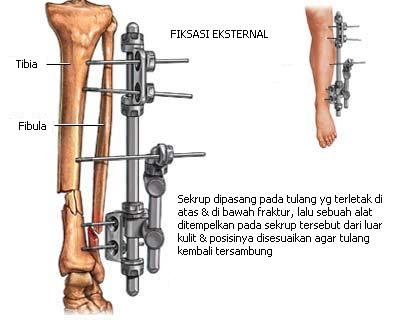 FIKSASI EKSTERNAL
Tibia
Fibula
Sekrup dipasang pada tulang yg terletak di
atas & di bawah fraktur, lalu sebuah alat
ditempelkan pada sekrup tersebut dari luar
kulit & posisinya disesuaikan agar tulang
kembali tersambung